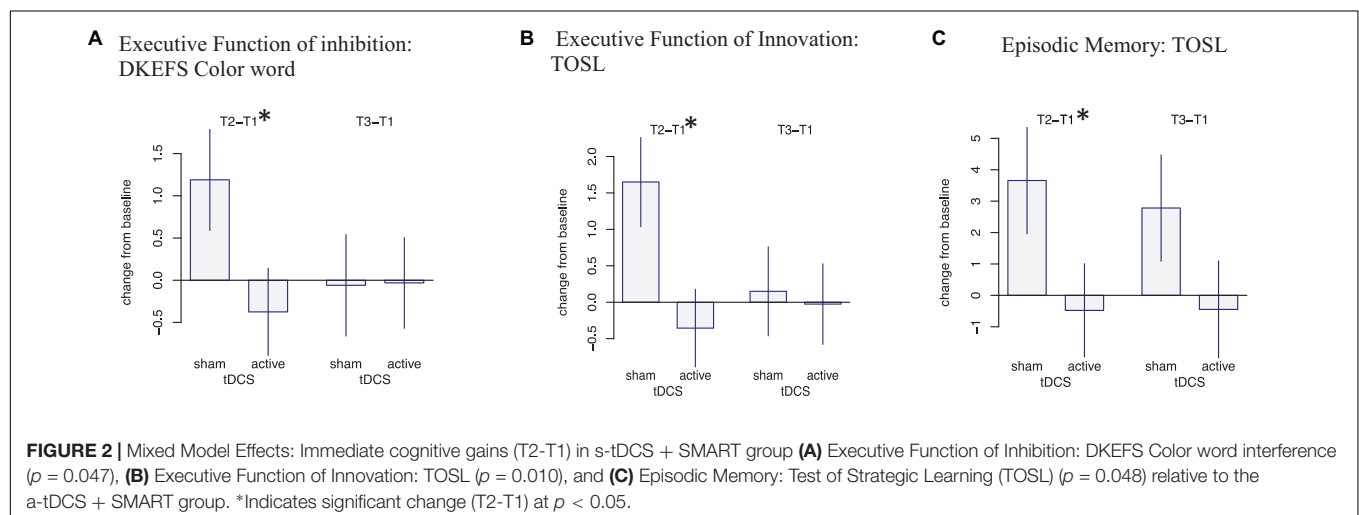 A Executive Function of inhibition:
DKEFS Color word
T2−T1* T3−T1
change from baseline
1.5
1.0
0.5
0.0
−0.5
sham active sham active
tDCS tDCS
B Executive Function of Innovation:
TOSL
T2−T1* T3−T1
change from baseline
2.0
1.5
1.0
0.5
0.0
−0.5
sham active sham active
tDCS tDCS
C Episodic Memory: TOSL
T2−T1* T3−T1
change from baseline
5
4
3
2
1
0
−1
sham active sham active
tDCS tDCS
FIGURE 2 | Mixed Model Effects: Immediate cognitive gains (T2-T1) in s-tDCS + SMART group (A) Executive Function of Inhibition: DKEFS Color word interference
(p = 0.047), (B) Executive Function of Innovation: TOSL (p = 0.010), and (C) Episodic Memory: Test of Strategic Learning (TOSL) (p = 0.048) relative to the
a-tDCS + SMART group. *Indicates significant change (T2-T1) at p < 0.05.